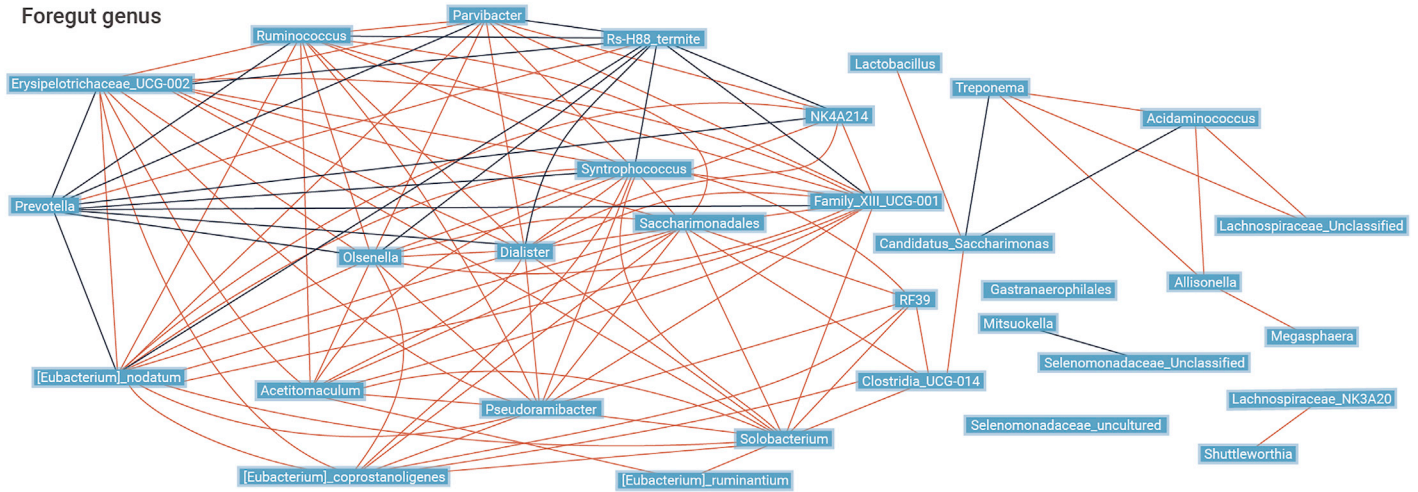 Foregut genus
Parvibacter
Ruminococcus
Rs-H88_termite
Lactobacillus
Erysipelotrichaceae_UCG-002
Treponema
NK4A214
Acidaminococcus
Syntrophococcus
Prevotella
Family_XIII_UCG-001
Saccharimonadales
Lachnospiraceae_Unclassified
Candidatus_Saccharimonas
Olsenella
Dialister
Allisonella
Gastranaerophilales
RF39
Mitsuokella
Megasphaera
Selenomonadaceae_Unclassified
[Eubacterium]_nodatum
Acetitomaculum
Clostridia_UCG-014
Lachnospiraceae_NK3A20
Pseudoramibacter
Selenomonadaceae_uncultured
Solobacterium
Shuttleworthia
[Eubacterium]_coprostanoligenes
[Eubacterium]_ruminantium